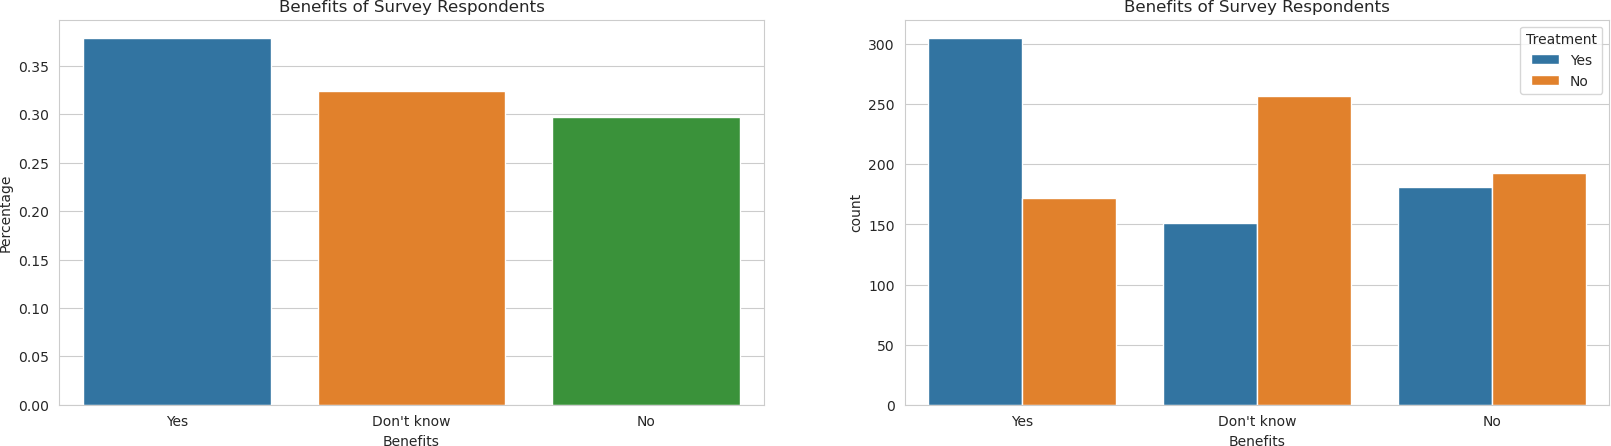 Benefits of Survey Respondents
Percentage
0.35
0.30
0.25
0.20
0.15
0.10
0.05
0.00
Yes
Don't know
No
Benefits
Benefits of Survey Respondents
count
300
250
200
150
100
50
0
Treatment
Yes
No
Yes
Don't know
No
Benefits